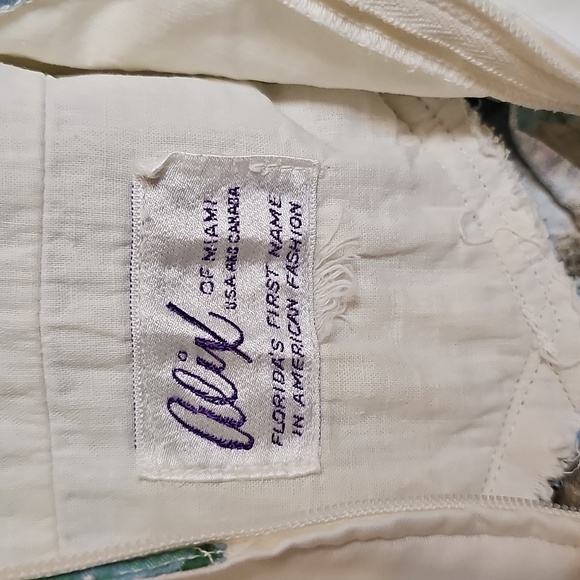 Alix
OF MIAMI
U.S.A. AND CANADA
FLORIDA'S FIRST NAME
IN AMERICAN FASHION